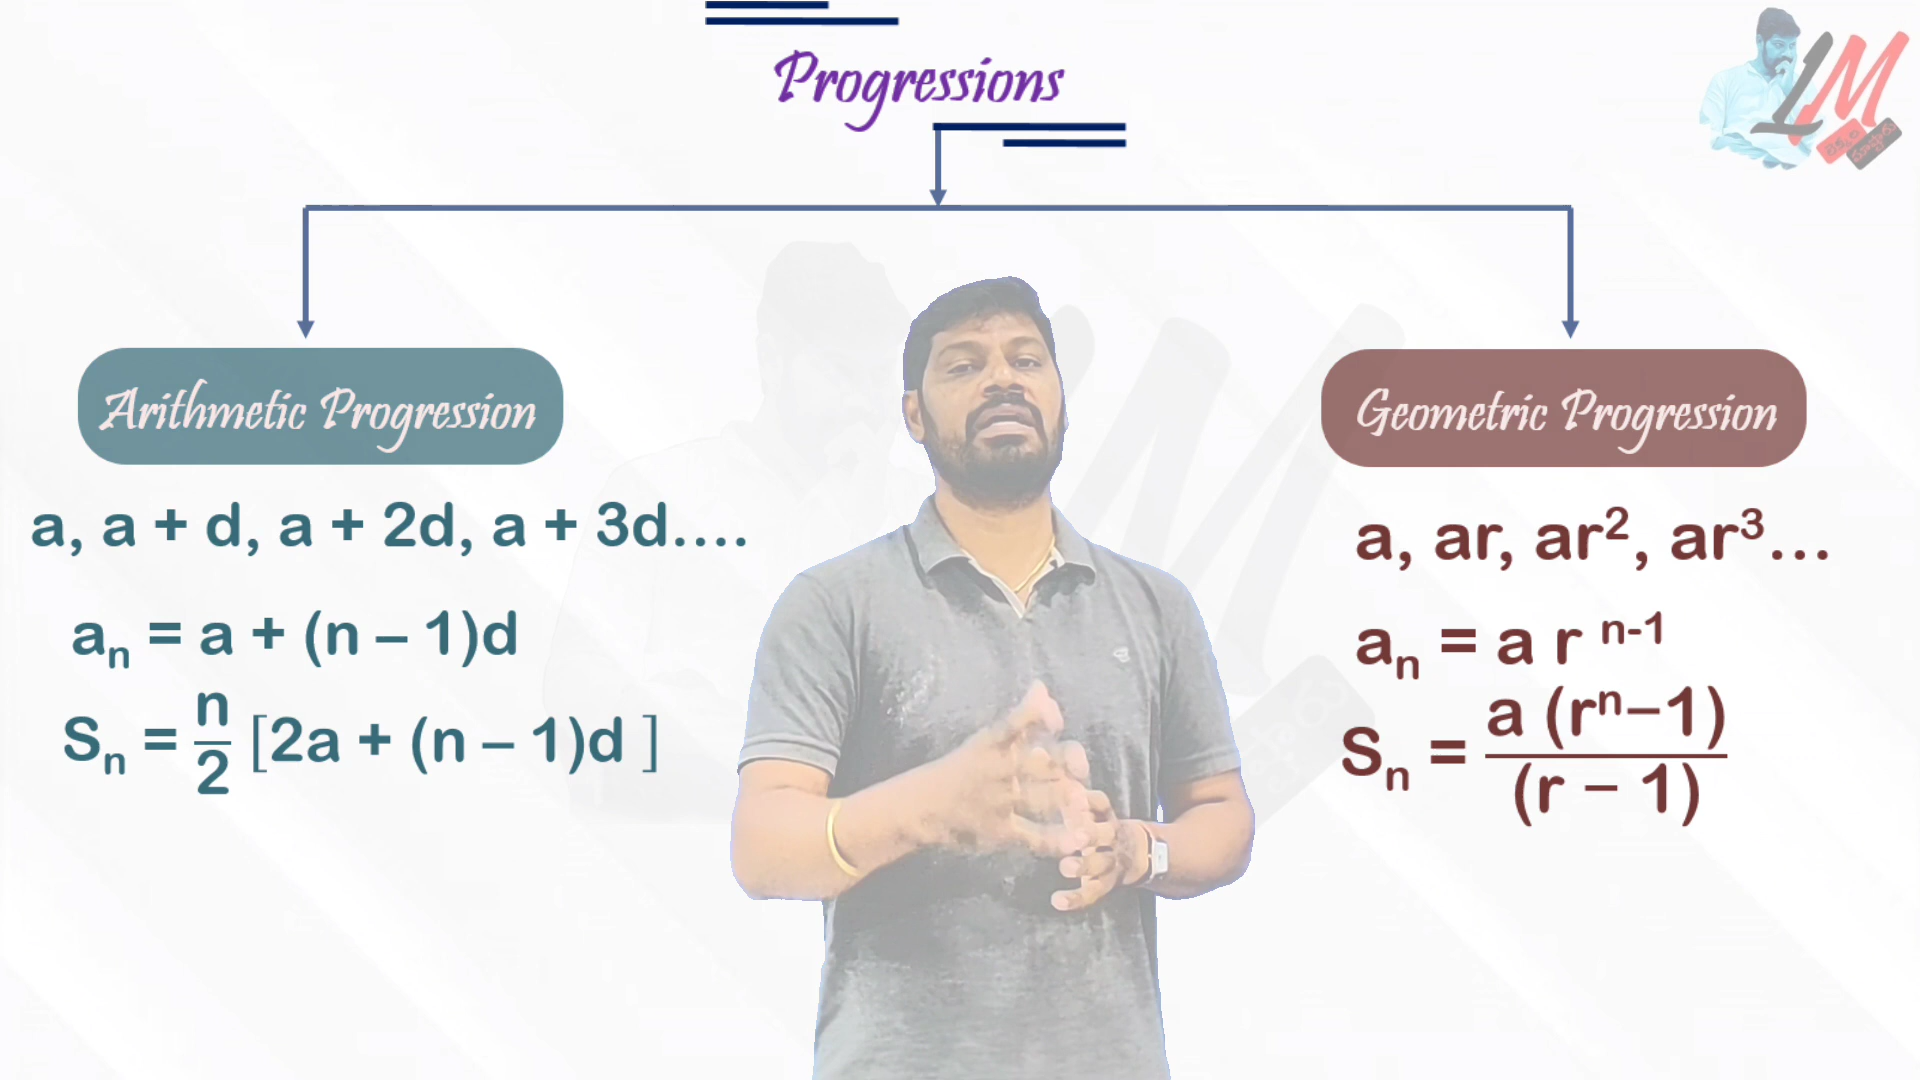 Progressions
LM
Arithmetic Progression
a, a + d, a + 2d, a + 3d....
aₙ = a + (n – 1)d
Sₙ = n/2 [2a + (n – 1)d ]
Geometric Progression
a, ar, ar², ar³...
aₙ = a r ⁿ⁻¹
Sₙ = a (rⁿ–1)/(r – 1)